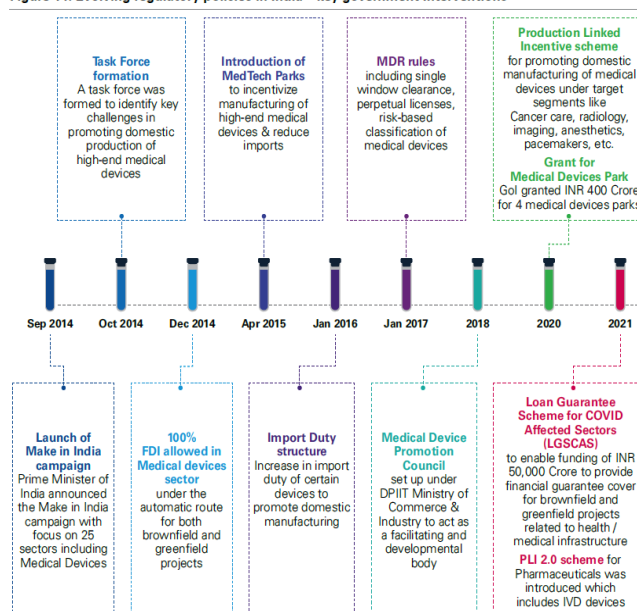 Task Force
formation
A task force was
formed to identify key
challenges in
promoting domestic
production of
high-end medical
devices
Introduction of
MedTech Parks
to incentivize
manufacturing of
high-end medical
devices & reduce
imports
MDR rules
including single
window clearance,
perpetual licenses,
risk-based
classification of
medical devices
Production Linked
Incentive scheme
for promoting domestic
manufacturing of medical
devices under target
segments like
Cancer care, radiology,
imaging, anesthetics,
pacemakers, etc.
Grant for
Medical Devices Park
GoI granted INR 400 Crore
for 4 medical devices parks
Sep 2014
Oct 2014
Dec 2014
Apr 2015
Jan 2016
Jan 2017
2018
2020
2021
Launch of
Make in India
campaign
Prime Minister of
India announced
the Make in India
campaign with
focus on 25
sectors including
Medical Devices
100%
FDI allowed in
Medical devices
sector
under the
automatic route
for both
brownfield and
greenfield
projects
Import Duty
structure
Increase in import
duty of certain
devices to
promote domestic
manufacturing
Medical Device
Promotion
Council
set up under
DPIIT Ministry of
Commerce &
Industry to act as
a facilitating and
developmental
body
Loan Guarantee
Scheme for COVID
Affected Sectors
(LGSCAS)
to enable funding of INR
50,000 Crore to provide
financial guarantee cover
for brownfield and
greenfield projects
related to health /
medical infrastructure
PLI 2.0 scheme for
Pharmaceuticals was
introduced which
includes IVD devices